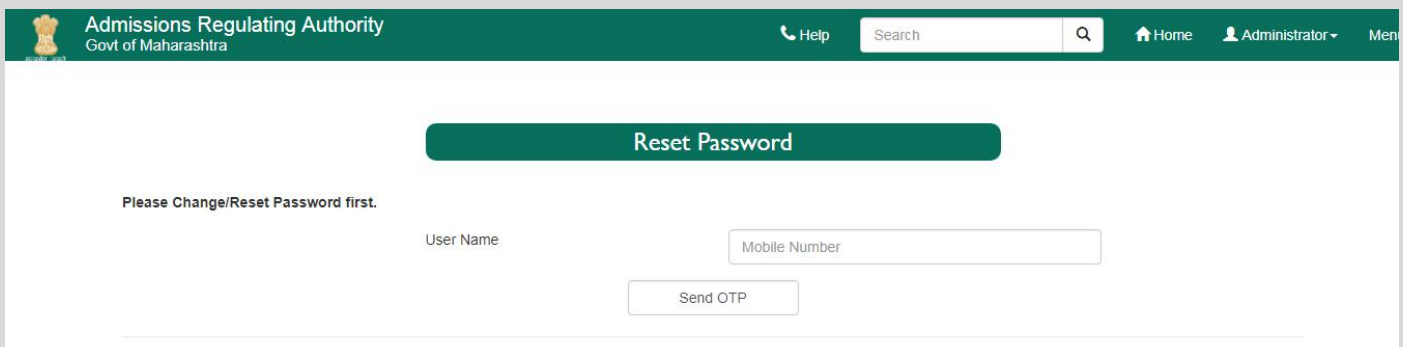 Admissions Regulating Authority
Govt of Maharashtra
Help
Search
Home
Administrator
Menu
Reset Password
Please Change/Reset Password first.
User Name
Mobile Number
Send OTP